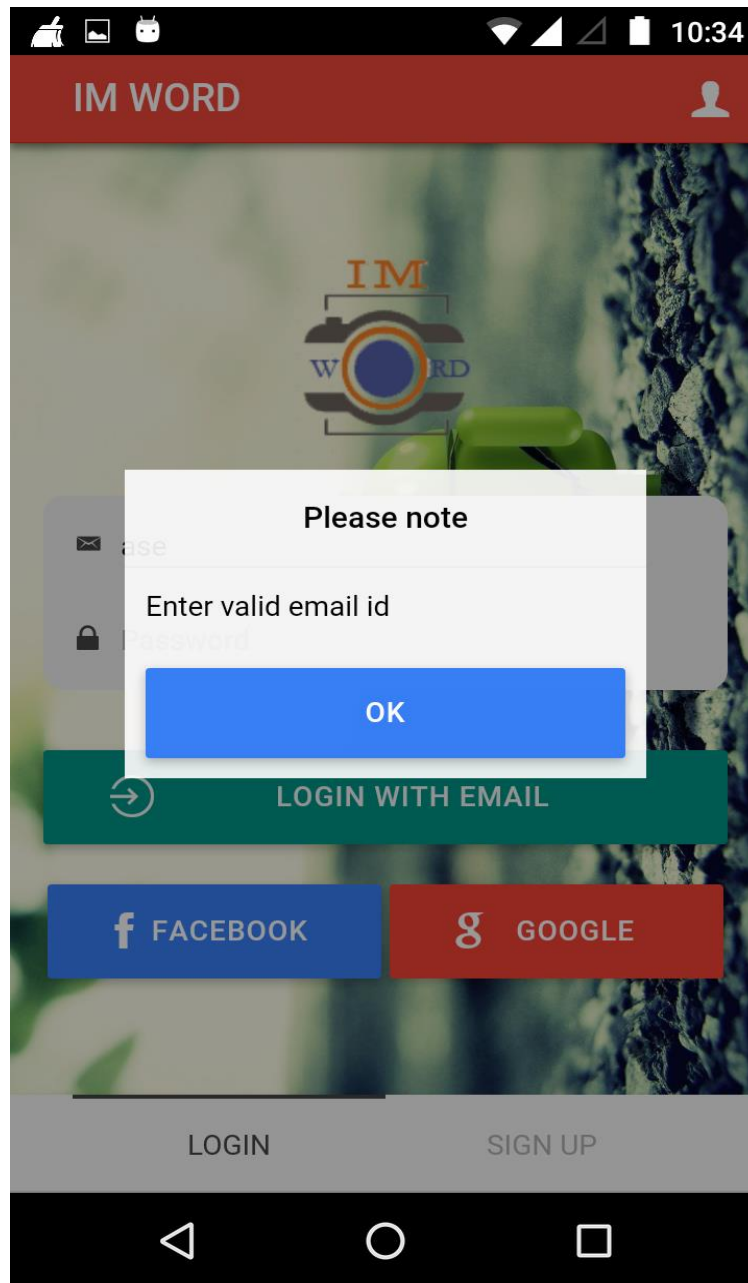 10:34
IM WORD
IM
W RD
Please note
ase
Enter valid email id
Password
OK
LOGIN WITH EMAIL
f FACEBOOK
g GOOGLE
LOGIN SIGN UP